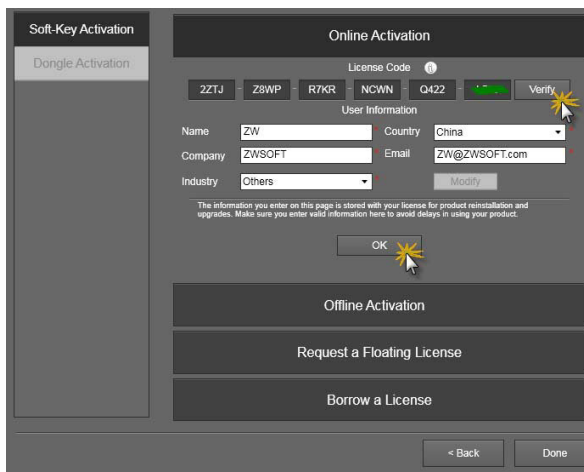 Soft-Key Activation
Dongle Activation
Online Activation
License Code
2ZTJ - Z8WP - R7KR - NCWN - Q422 - Verify
User Information
Name ZW * Country China *
Company ZWSOFT * Email ZW@ZWSOFT.com *
Industry Others * Modify
The information you enter on this page is stored with your license for product reinstallation and
upgrades. Make sure you enter valid information here to avoid delays in using your product.
OK
Offline Activation
Request a Floating License
Borrow a License
< Back Done